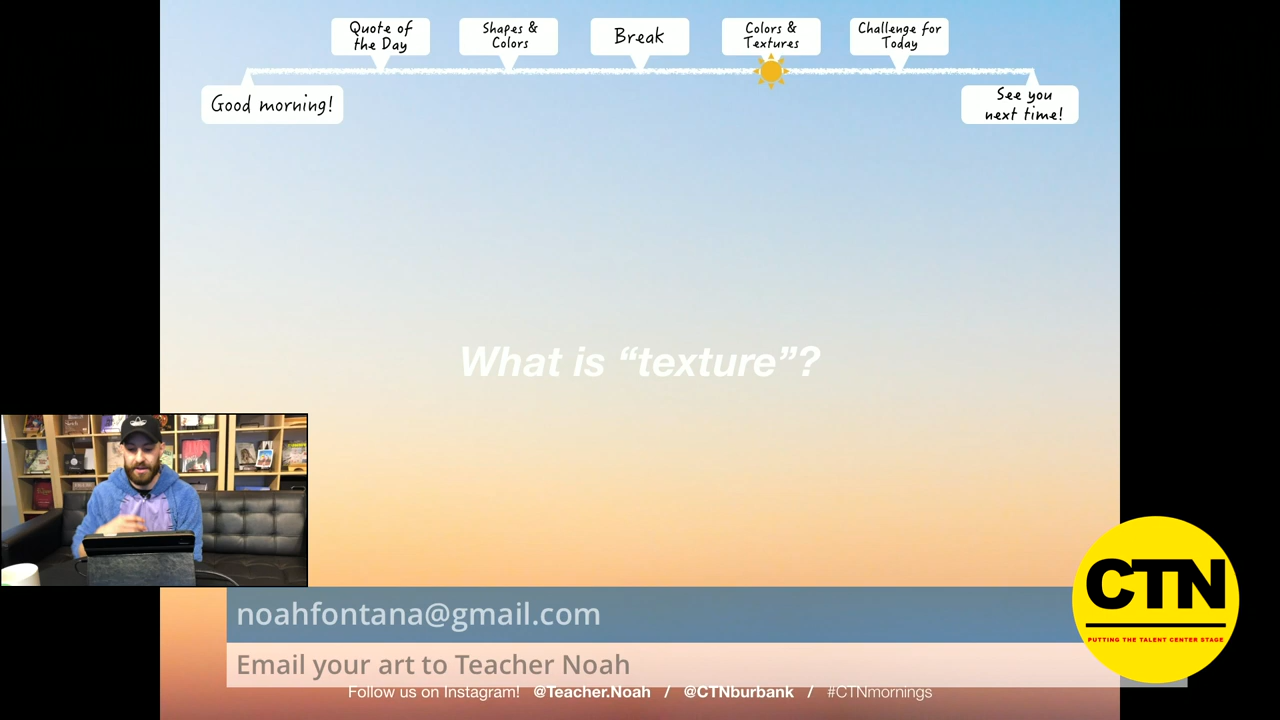 Quote of
the Day
Shapes &
Colors
Break
Colors &
Textures
Challenge for
Today
Good morning!
See you
next time!
What is “texture”?
CTN
PUTTING THE TALENT CENTER STAGE
noahfontana@gmail.com
Email your art to Teacher Noah
Follow us on Instagram! @Teacher.Noah / @CTNburbank / #CTNmornings